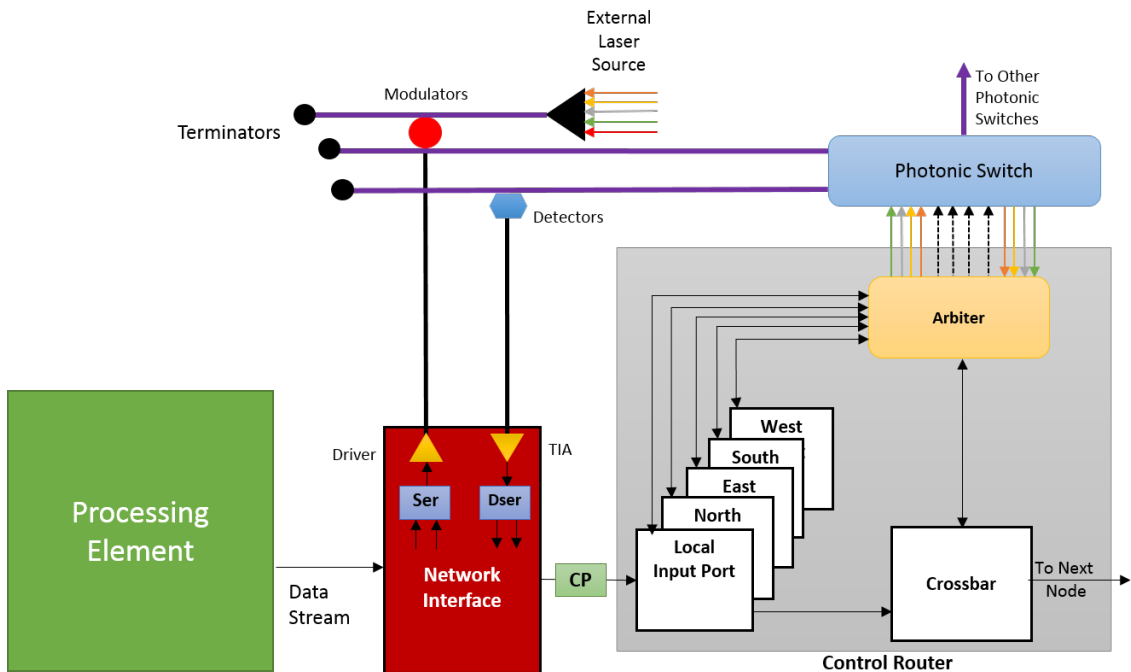 External
Laser
Source
To Other
Photonic
Switches
Modulators
Terminators
Photonic Switch
Detectors
Arbiter
West
South
East
North
Local
Input Port
Driver
TIA
Ser
Dser
Processing
Element
Data
Stream
Network
Interface
CP
Crossbar
To Next
Node
Control Router